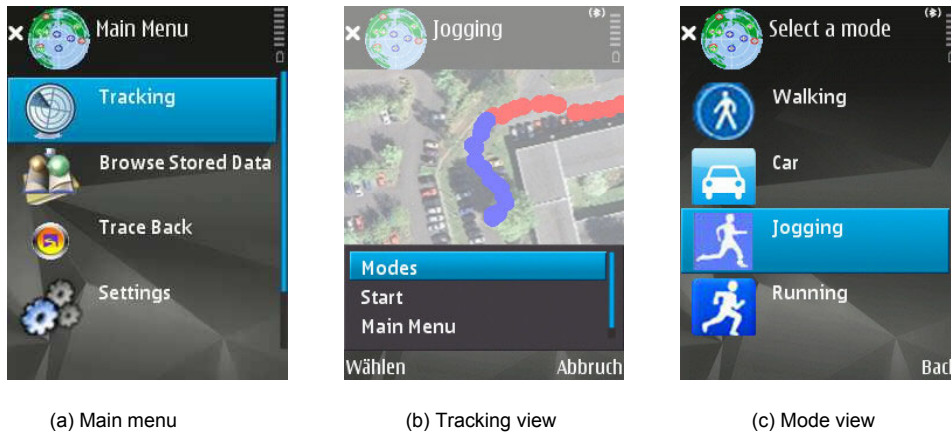 Main Menu
Tracking
Browse Stored Data
Trace Back
Settings
(a) Main menu
Jogging
Modes
Start
Main Menu
Wählen Abbruch
(b) Tracking view
Select a mode
Walking
Car
Jogging
Running
Back
(c) Mode view